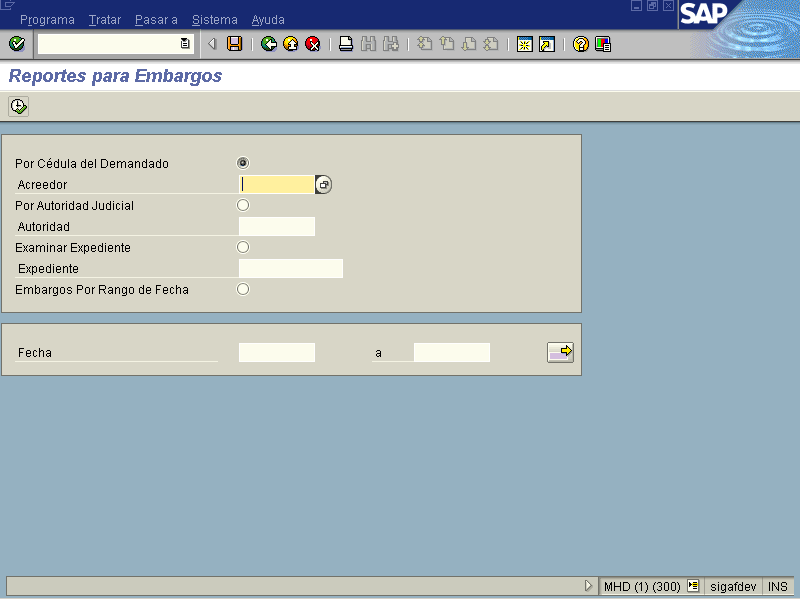 Programa Tratar Pasar a Sistema Ayuda
SAP
Reportes para Embargos
Por Cédula del Demandado
Acreedor
Por Autoridad Judicial
Autoridad
Examinar Expediente
Expediente
Embargos Por Rango de Fecha
Fecha a
MHD (1) (300) sigafdev INS